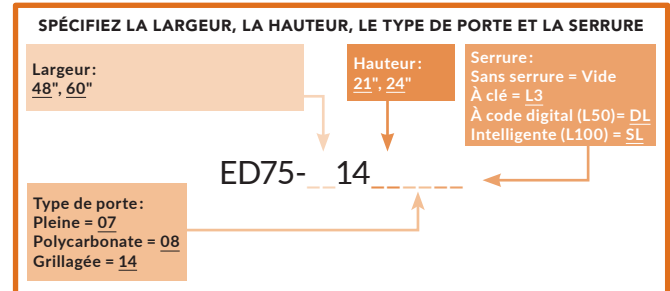 SPÉCIFIEZ LA LARGEUR, LA HAUTEUR, LE TYPE DE PORTE ET LA SERRURE
Largeur:
48", 60"
Hauteur:
21", 24"
Serrure:
Sans serrure = Vide
À clé = L3
À code digital (L50)= DL
Intelligente (L100) = SL
ED75-__14______
Type de porte:
Pleine = 07
Polycarbonate = 08
Grillagée = 14